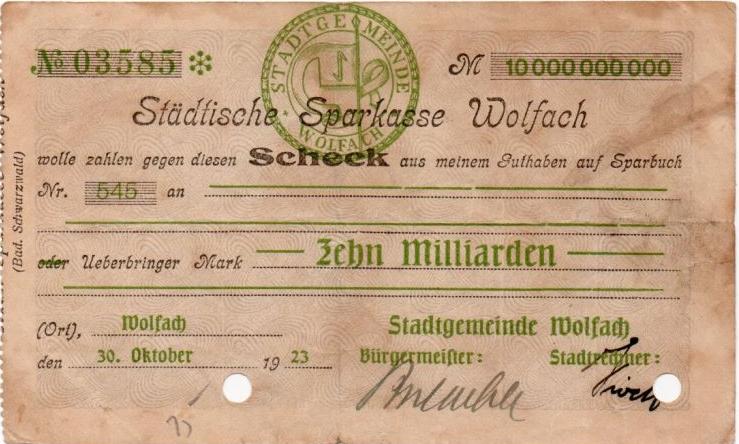 STADTGEMEINDE
WOLFACH
№ 03585 *
M 10 000 000 000
Städtische Sparkasse Wolfach
wolle zahlen gegen diesen Scheck aus meinem Guthaben auf Sparbuch
Nr. 545 an
oder Ueberbringer Mark — Zehn Milliarden —
(Ort), Wolfach
Stadtgemeinde Wolfach
den 30. Oktober 1923
Bürgermeister: Stadtrechner:
(Bad. Schwarzwald)